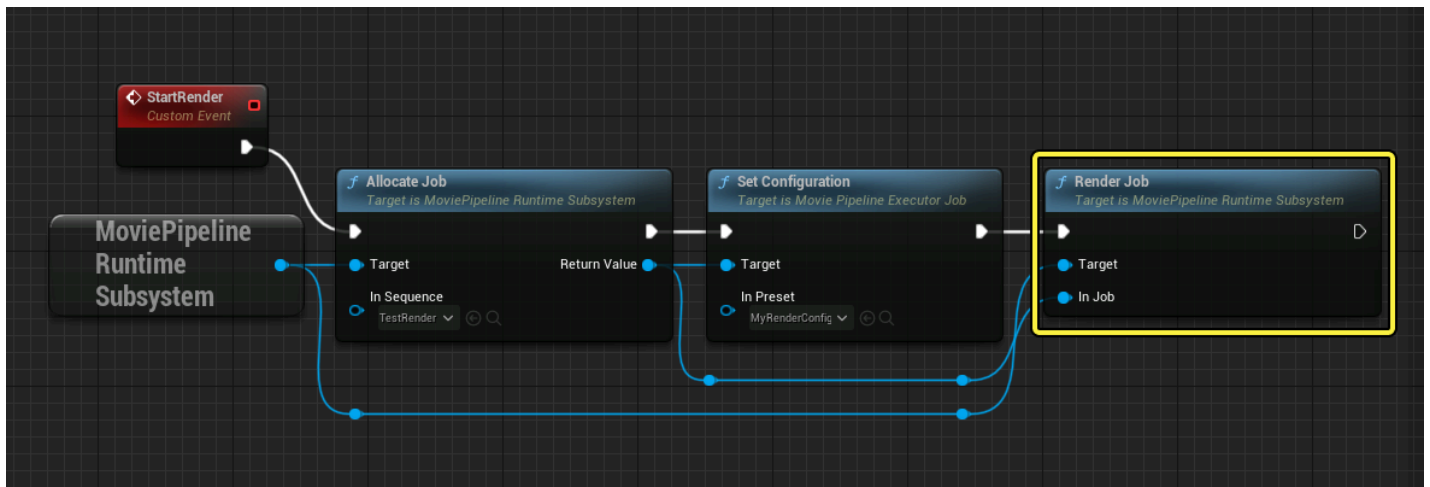 StartRender
Custom Event
MoviePipeline
Runtime
Subsystem
Allocate Job
Target is MoviePipeline Runtime Subsystem
Target
Return Value
In Sequence
TestRender
Set Configuration
Target is Movie Pipeline Executor Job
Target
In Preset
MyRenderConfig
Render Job
Target is MoviePipeline Runtime Subsystem
Target
In Job